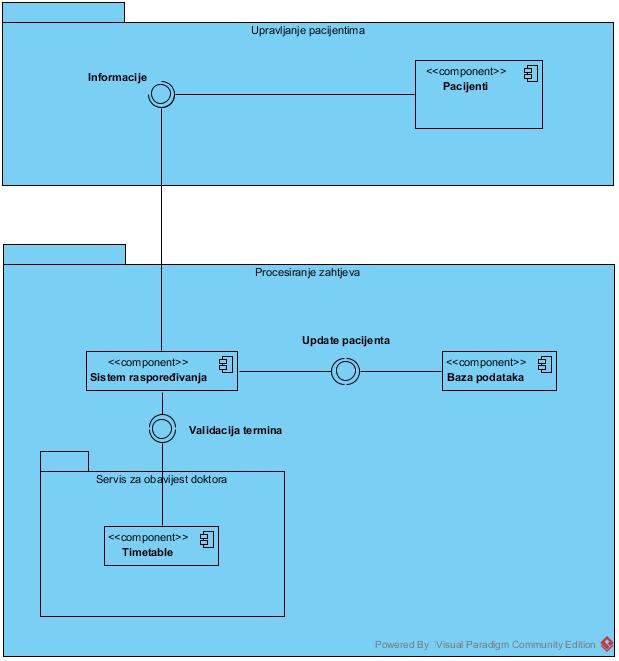 Upravljanje pacijentima
Informacije
<<component>>
Pacijenti
Procesiranje zahtjeva
Update pacijenta
<<component>>
Sistem raspoređivanja
<<component>>
Baza podataka
Validacija termina
Servis za obavijest doktora
<<component>>
Timetable
Powered By Visual Paradigm Community Edition